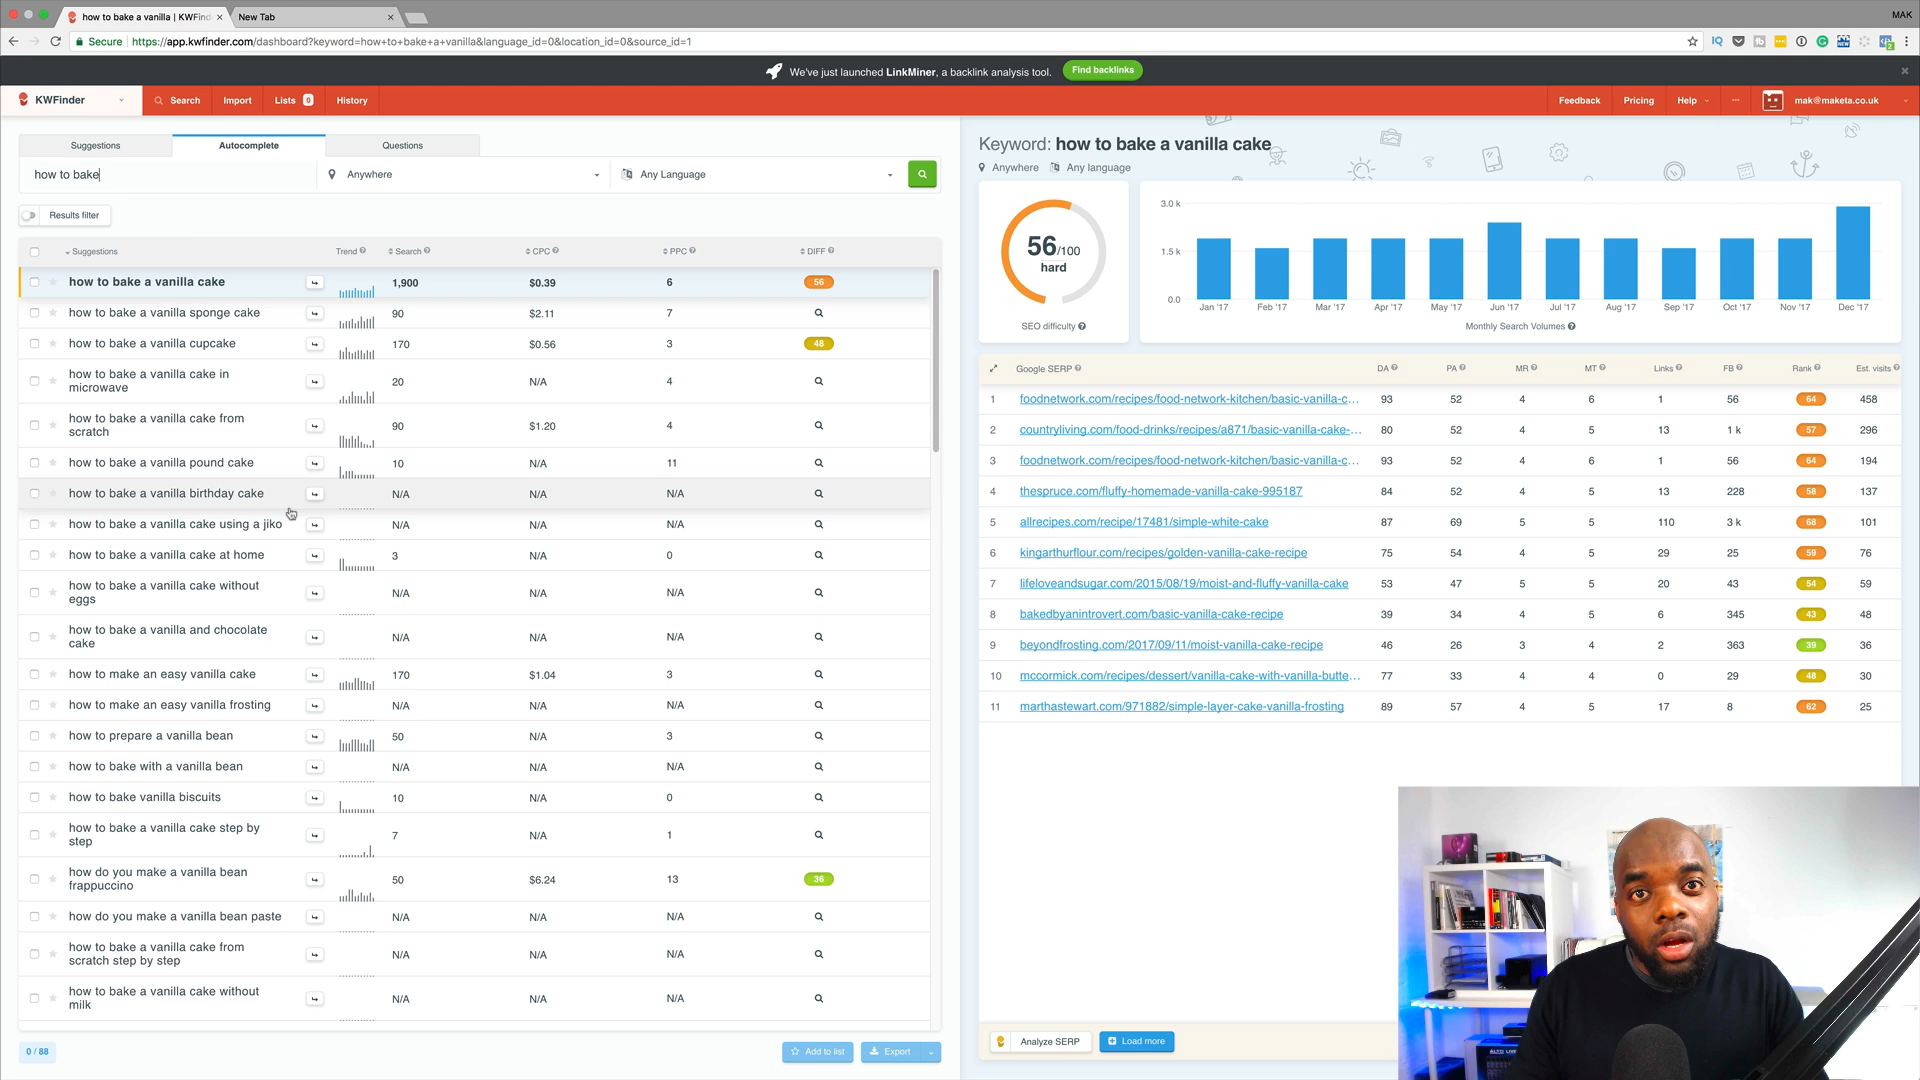 how to bake a vanilla | KWFind
New Tab
MAK
Secure
https://app.kwfinder.com/dashboard?keyword=how+to+bake+a+vanilla&language_id=0&location_id=0&source_id=1
We've just launched LinkMiner, a backlink analysis tool.
Find backlinks
KWFinder
Search
Import
Lists 0
History
Feedback
Pricing
Help
mak@maketa.co.uk
Suggestions
Autocomplete
Questions
how to bake
Anywhere
Any Language
Results filter
Suggestions Trend Search CPC PPC DIFF
how to bake a vanilla cake 1,900 $0.39 6 56
how to bake a vanilla sponge cake 90 $2.11 7
how to bake a vanilla cupcake 170 $0.56 3 48
how to bake a vanilla cake in
microwave
20 N/A 4
how to bake a vanilla cake from
scratch
90 $1.20 4
how to bake a vanilla pound cake 10 N/A 11
how to bake a vanilla birthday cake N/A N/A N/A
how to bake a vanilla cake using a jiko N/A N/A N/A
how to bake a vanilla cake at home 3 N/A 0
how to bake a vanilla cake without
eggs
N/A N/A N/A
how to bake a vanilla and chocolate
cake
N/A N/A N/A
how to make an easy vanilla cake 170 $1.04 3
how to make an easy vanilla frosting N/A N/A N/A
how to prepare a vanilla bean 50 N/A 3
how to bake with a vanilla bean N/A N/A N/A
how to bake vanilla biscuits 10 N/A 0
how to bake a vanilla cake step by
step
7 N/A 1
how do you make a vanilla bean
frappuccino
50 $6.24 13 36
how do you make a vanilla bean paste N/A N/A N/A
how to bake a vanilla cake from
scratch step by step
N/A N/A N/A
how to bake a vanilla cake without
milk
N/A N/A N/A
0 / 88
Add to list
Export
Keyword: how to bake a vanilla cake
Anywhere
Any language
56/100
hard
SEO difficulty
3.0 k
1.5 k
0.0
Jan '17 Feb '17 Mar '17 Apr '17 May '17 Jun '17 Jul '17 Aug '17 Sep '17 Oct '17 Nov '17 Dec '17
Monthly Search Volumes
Google SERP DA PA MR MT Links FB Rank Est. visits
1 foodnetwork.com/recipes/food-network-kitchen/basic-vanilla-c... 93 52 4 6 1 56 64 458
2 countryliving.com/food-drinks/recipes/a871/basic-vanilla-cake-... 80 52 4 5 13 1 k 57 296
3 foodnetwork.com/recipes/food-network-kitchen/basic-vanilla-c... 93 52 4 6 1 56 64 194
4 thespruce.com/fluffy-homemade-vanilla-cake-995187 84 52 4 5 13 228 58 137
5 allrecipes.com/recipe/17481/simple-white-cake 87 69 5 5 110 3 k 68 101
6 kingarthurflour.com/recipes/golden-vanilla-cake-recipe 75 54 4 5 29 25 59 76
7 lifeloveandsugar.com/2015/08/19/moist-and-fluffy-vanilla-cake 53 47 5 5 20 43 54 59
8 bakedbyanintrovert.com/basic-vanilla-cake-recipe 39 34 4 5 6 345 43 48
9 beyondfrosting.com/2017/09/11/moist-vanilla-cake-recipe 46 26 3 4 2 363 39 36
10 mccormick.com/recipes/dessert/vanilla-cake-with-vanilla-butte... 77 33 4 4 0 29 48 30
11 marthastewart.com/971882/simple-layer-cake-vanilla-frosting 89 57 4 5 17 8 62 25
Analyze SERP
Load more